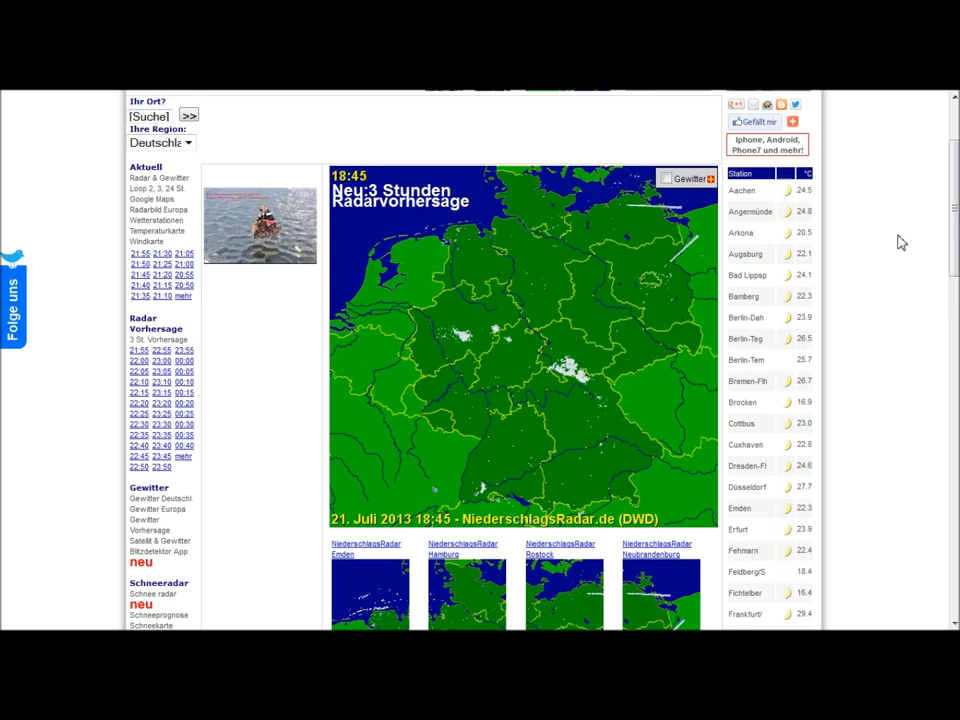 Ihr Ort?
[Suche] >>
Ihre Region:
Deutschla
Aktuell
Radar & Gewitter
Loop 2, 3, 24 St.
Google Maps
Radarbild Europa
Wetterstationen
Temperaturkarte
Windkarte
21:55 21:30 21:05
21:50 21:25 21:00
21:45 21:20 20:55
21:40 21:15 20:50
21:35 21:10 mehr
Radar
Vorhersage
3 St. Vorhersage
21:55 22:55 23:55
22:00 23:00 00:00
22:05 23:05 00:05
22:10 23:10 00:10
22:15 23:15 00:15
22:20 23:20 00:20
22:25 23:25 00:25
22:30 23:30 00:30
22:35 23:35 00:35
22:40 23:40 00:40
22:45 23:45 mehr
22:50 23:50
Gewitter
Gewitter Deutschl.
Gewitter Europa
Gewitter
Vorhersage
Satellit & Gewitter
Blitzdetektor App
neu
Schneeradar
Schnee radar
neu
Schneeprognose
Schneekarte
Folge uns
18:45
Neu:3 Stunden
Radarvorhersage
Gewitter
21. Juli 2013 18:45 - NiederschlagsRadar.de (DWD)
NiederschlagsRadar
Emden
NiederschlagsRadar
Hamburg
NiederschlagsRadar
Rostock
NiederschlagsRadar
Neubrandenburg
+1
Gefällt mir
Iphone, Android,
Phone7 und mehr!
Station °C
Aachen 24.5
Angermünde 24.8
Arkona 20.5
Augsburg 22.1
Bad Lippsp 24.1
Bamberg 22.3
Berlin-Dah 23.9
Berlin-Teg 26.5
Berlin-Tem 25.7
Bremen-Flh 26.7
Brocken 16.9
Cottbus 23.0
Cuxhaven 22.8
Dresden-Fl 24.6
Düsseldorf 27.7
Emden 22.3
Erfurt 23.9
Fehmarn 22.4
Feldberg/S 18.4
Fichtelber 16.4
Frankfurt/ 29.4